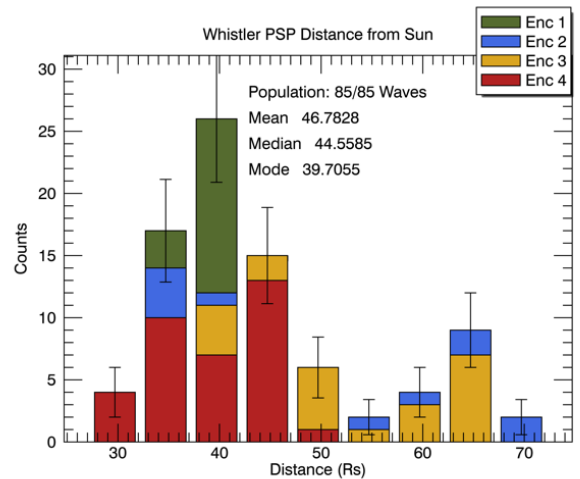 Whistler PSP Distance from Sun
Enc 1
Enc 2
Enc 3
Enc 4
Population: 85/85 Waves
Mean 46.7828
Median 44.5585
Mode 39.7055
30
25
20
15
10
5
0
Counts
30 40 50 60 70
Distance (Rs)